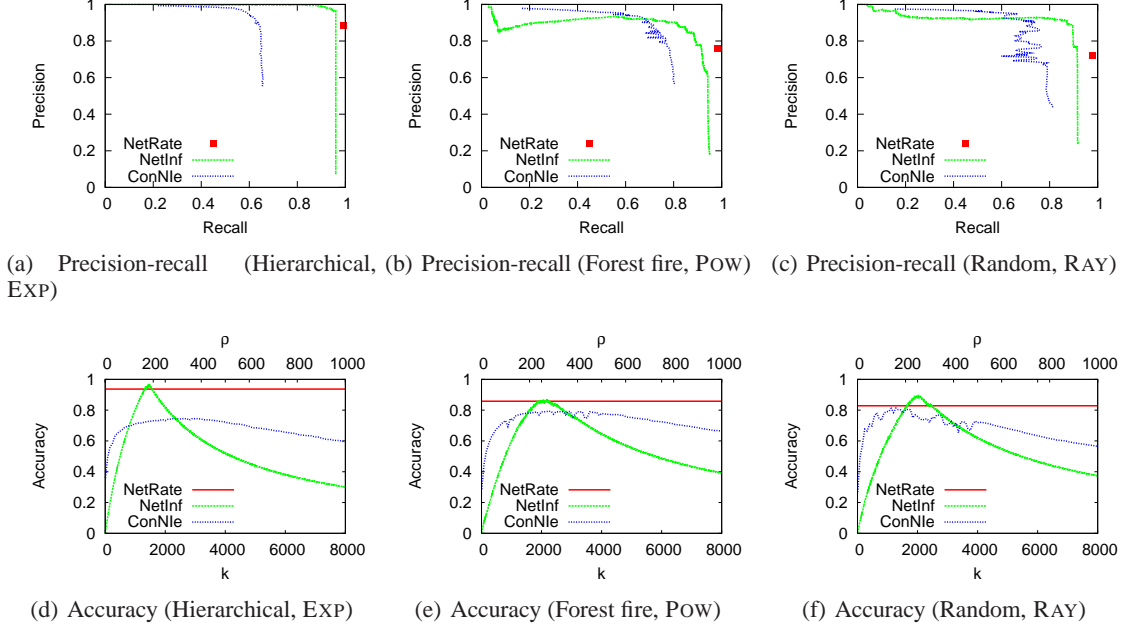 1
0.8
0.6
0.4
0.2
0
Precision
NetRate
NetInf
ConNIe
0 0.2 0.4 0.6 0.8 1
Recall
1
0.8
0.6
0.4
0.2
0
Precision
NetRate
NetInf
ConNIe
0 0.2 0.4 0.6 0.8 1
Recall
1
0.8
0.6
0.4
0.2
0
Precision
NetRate
NetInf
ConNIe
0 0.2 0.4 0.6 0.8 1
Recall
(a) Precision-recall (Hierarchical,
EXP)
(b) Precision-recall (Forest fire, POW)
(c) Precision-recall (Random, RAY)
ρ
0 200 400 600 800 1000
1
0.8
0.6
0.4
0.2
0
Accuracy
NetRate
NetInf
ConNIe
0 2000 4000 6000 8000
k
ρ
0 200 400 600 800 1000
1
0.8
0.6
0.4
0.2
0
Accuracy
NetRate
NetInf
ConNIe
0 2000 4000 6000 8000
k
ρ
0 200 400 600 800 1000
1
0.8
0.6
0.4
0.2
0
Accuracy
NetRate
NetInf
ConNIe
0 2000 4000 6000 8000
k
(d) Accuracy (Hierarchical, EXP)
(e) Accuracy (Forest fire, POW)
(f) Accuracy (Random, RAY)